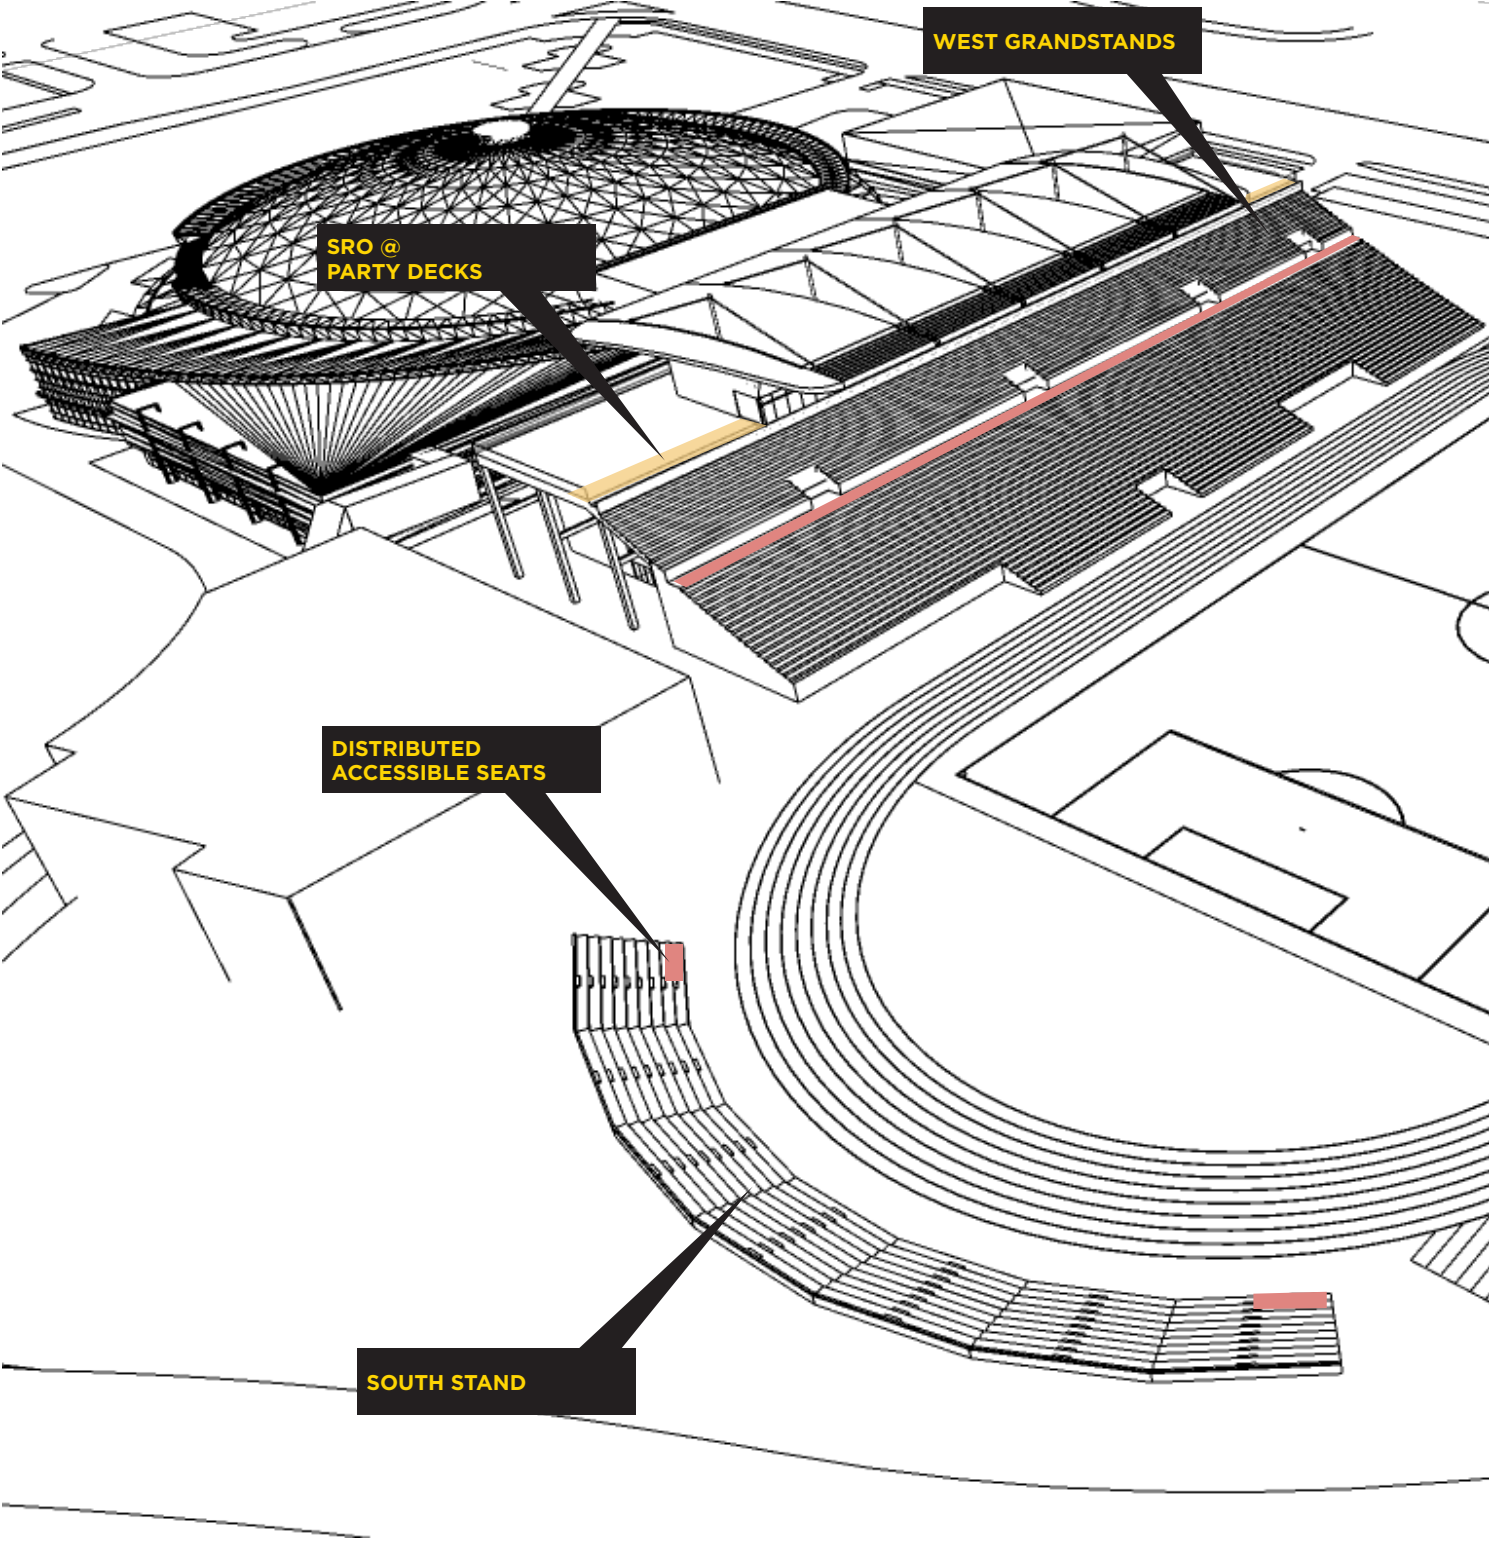 WEST GRANDSTANDS
SRO @
PARTY DECKS
DISTRIBUTED
ACCESSIBLE SEATS
SOUTH STAND